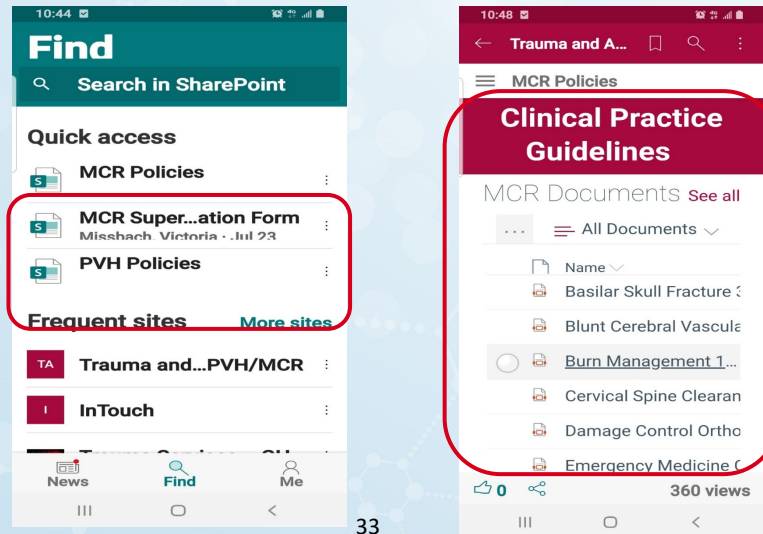 10:44
Find
Search in SharePoint
Quick access
MCR Policies
MCR Super...ation Form
Missbach, Victoria · Jul 23
PVH Policies
Frequent sites More sites
TA Trauma and...PVH/MCR
I InTouch
News Find Me
33
10:48
Trauma and A...
MCR Policies
Clinical Practice
Guidelines
MCR Documents See all
... All Documents
Name
Basilar Skull Fracture
Blunt Cerebral Vascula
Burn Management 1...
Cervical Spine Clearan
Damage Control Ortho
Emergency Medicine
0 360 views